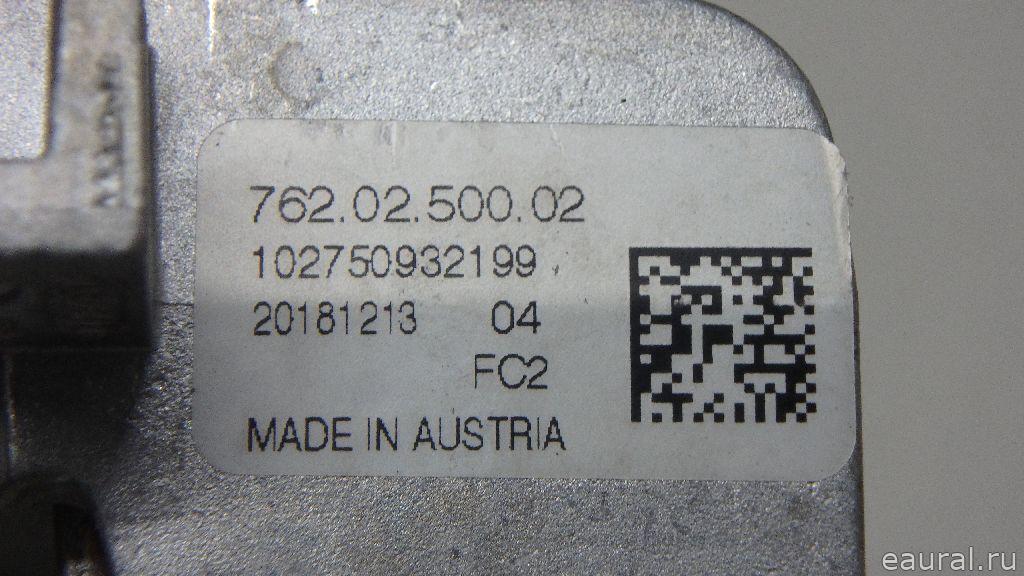 762.02.500.02
102750932199
20181213 04
FC2
MADE IN AUSTRIA
eaural.ru